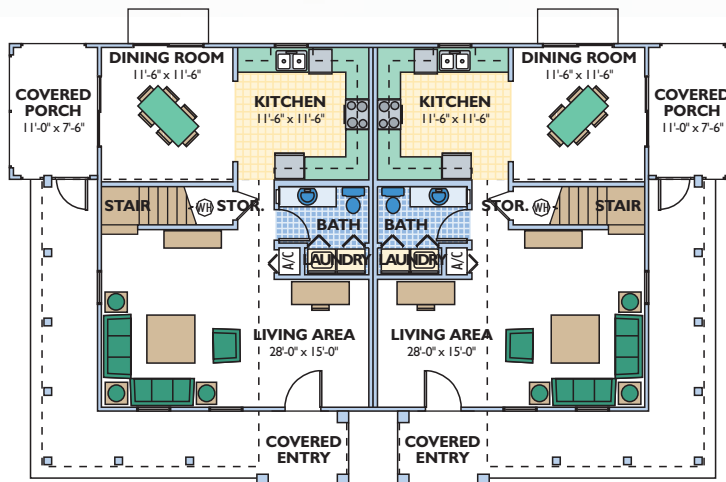 DINING ROOM
11'-6" x 11'-6"
KITCHEN
11'-6" x 11'-6"
COVERED
PORCH
11'-0" x 7'-6"
STAIR
WH
STOR.
BATH
A/C
LAUNDRY
LIVING AREA
28'-0" x 15'-0"
COVERED
ENTRY
DINING ROOM
11'-6" x 11'-6"
KITCHEN
11'-6" x 11'-6"
COVERED
PORCH
11'-0" x 7'-6"
STOR.
WH
STAIR
BATH
LAUNDRY
A/C
LIVING AREA
28'-0" x 15'-0"
COVERED
ENTRY